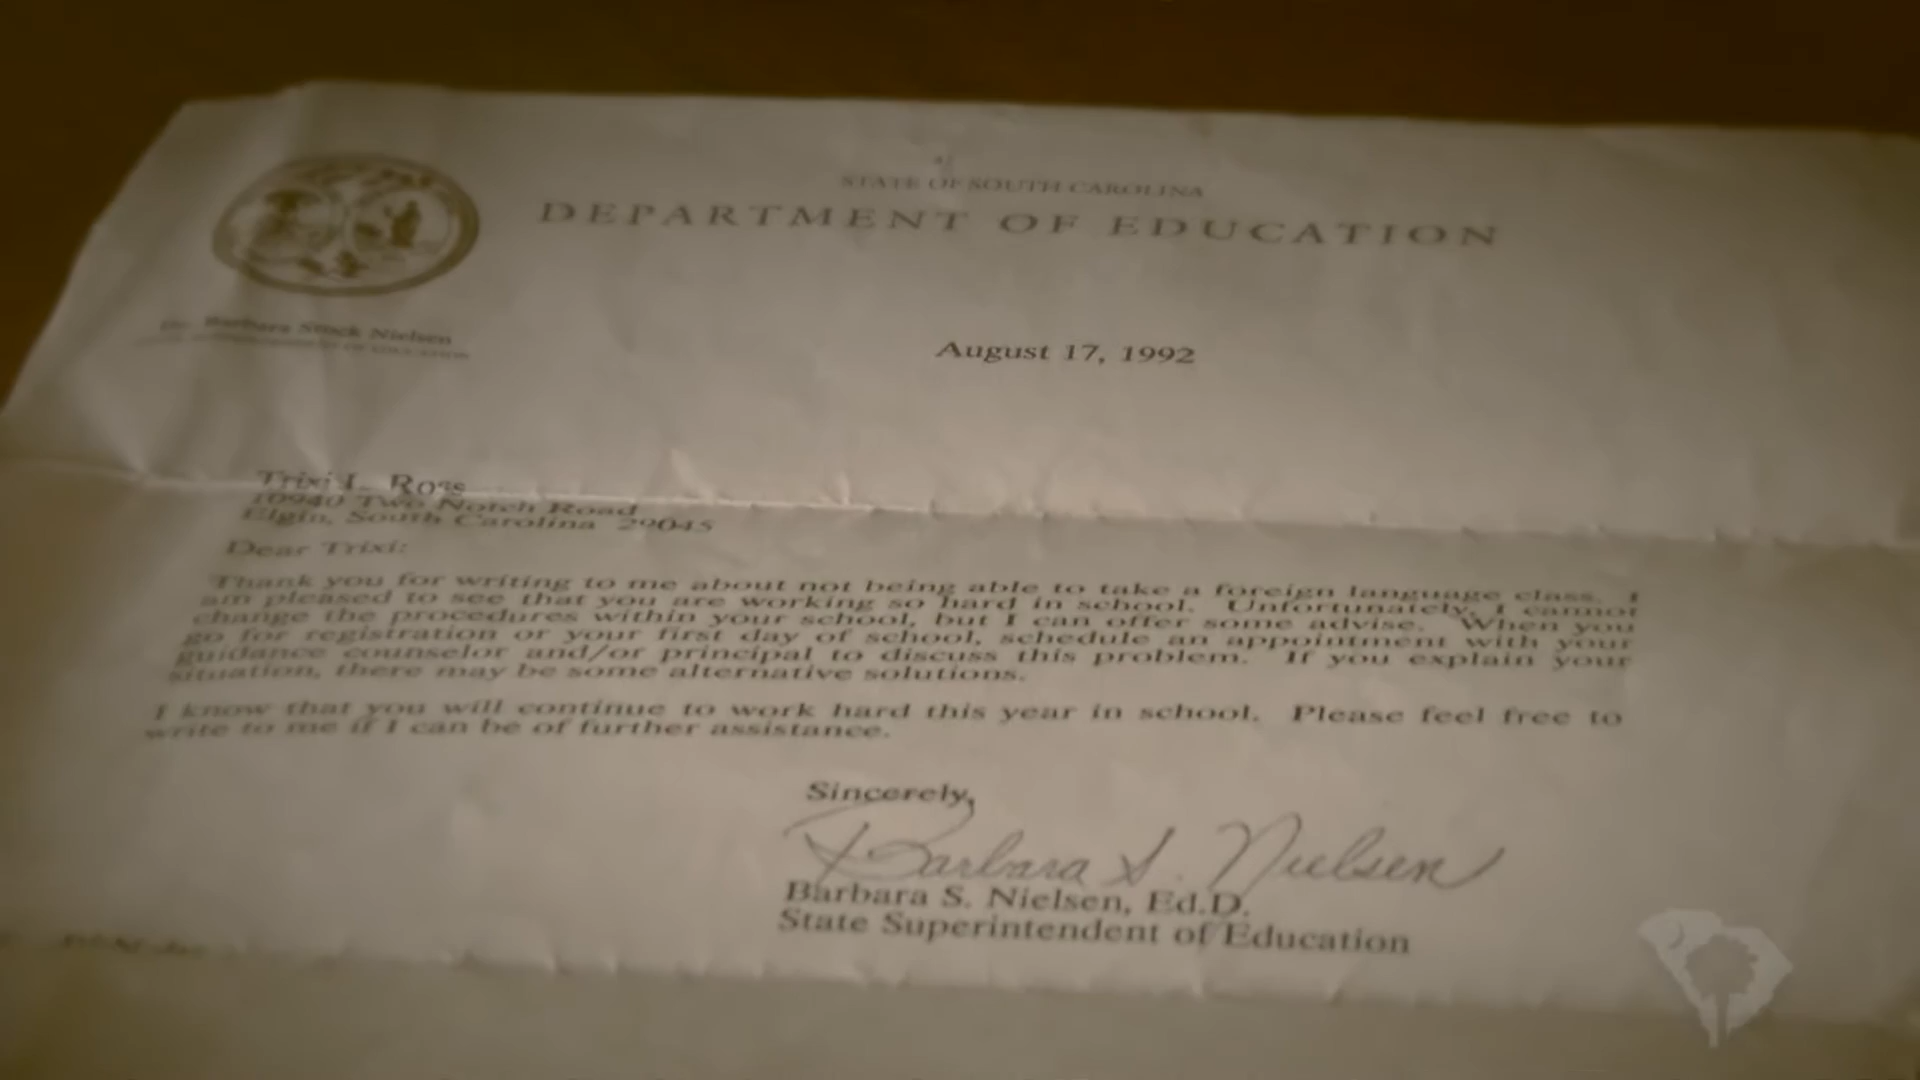 STATE OF SOUTH CAROLINA
DEPARTMENT OF EDUCATION
Barbara Stock Nielsen
August 17, 1992
Trixi L. Ross
10940 Two Notch Road
Elgin, South Carolina 29045
Dear Trixi:
Thank you for writing to me about not being able to take a foreign language class. I
am pleased to see that you are working so hard in school. Unfortunately, I cannot
change the procedures within your school, but I can offer some advise. When you
go for registration or your first day of school, schedule an appointment with your
guidance counselor and/or principal to discuss this problem. If you explain your
situation, there may be some alternative solutions.
I know that you will continue to work hard this year in school. Please feel free to
write to me if I can be of further assistance.
Sincerely,
Barbara S. Nielsen
Barbara S. Nielsen, Ed.D.
State Superintendent of Education